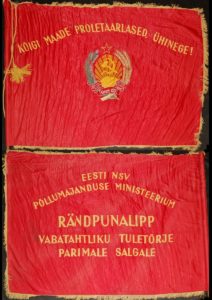 KÕIGI MAADE PROLETAARLASED ÜHINEGE!
EESTI NSV
PÕLLUMAJANDUSE MINISTEERIUM
RÄNDPUNALIPP
VABATAHTLIKU TULETÕRJE
PARIMALE SALGALE